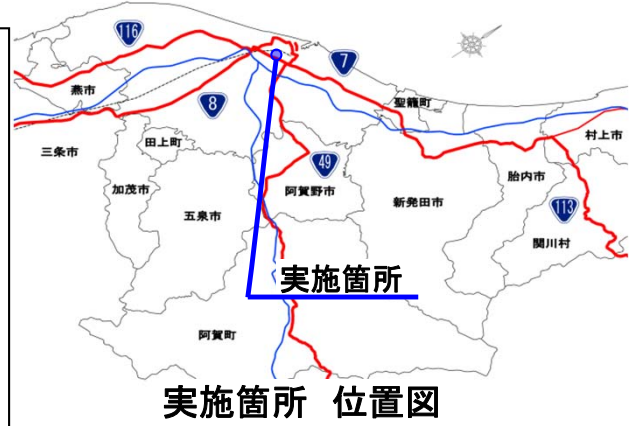 116
7
燕市
8
聖籠町
三条市
田上町
村上市
加茂市
49
阿賀野市
胎内市
五泉市
新発田市
113
関川村
実施箇所
阿賀町
実施箇所 位置図